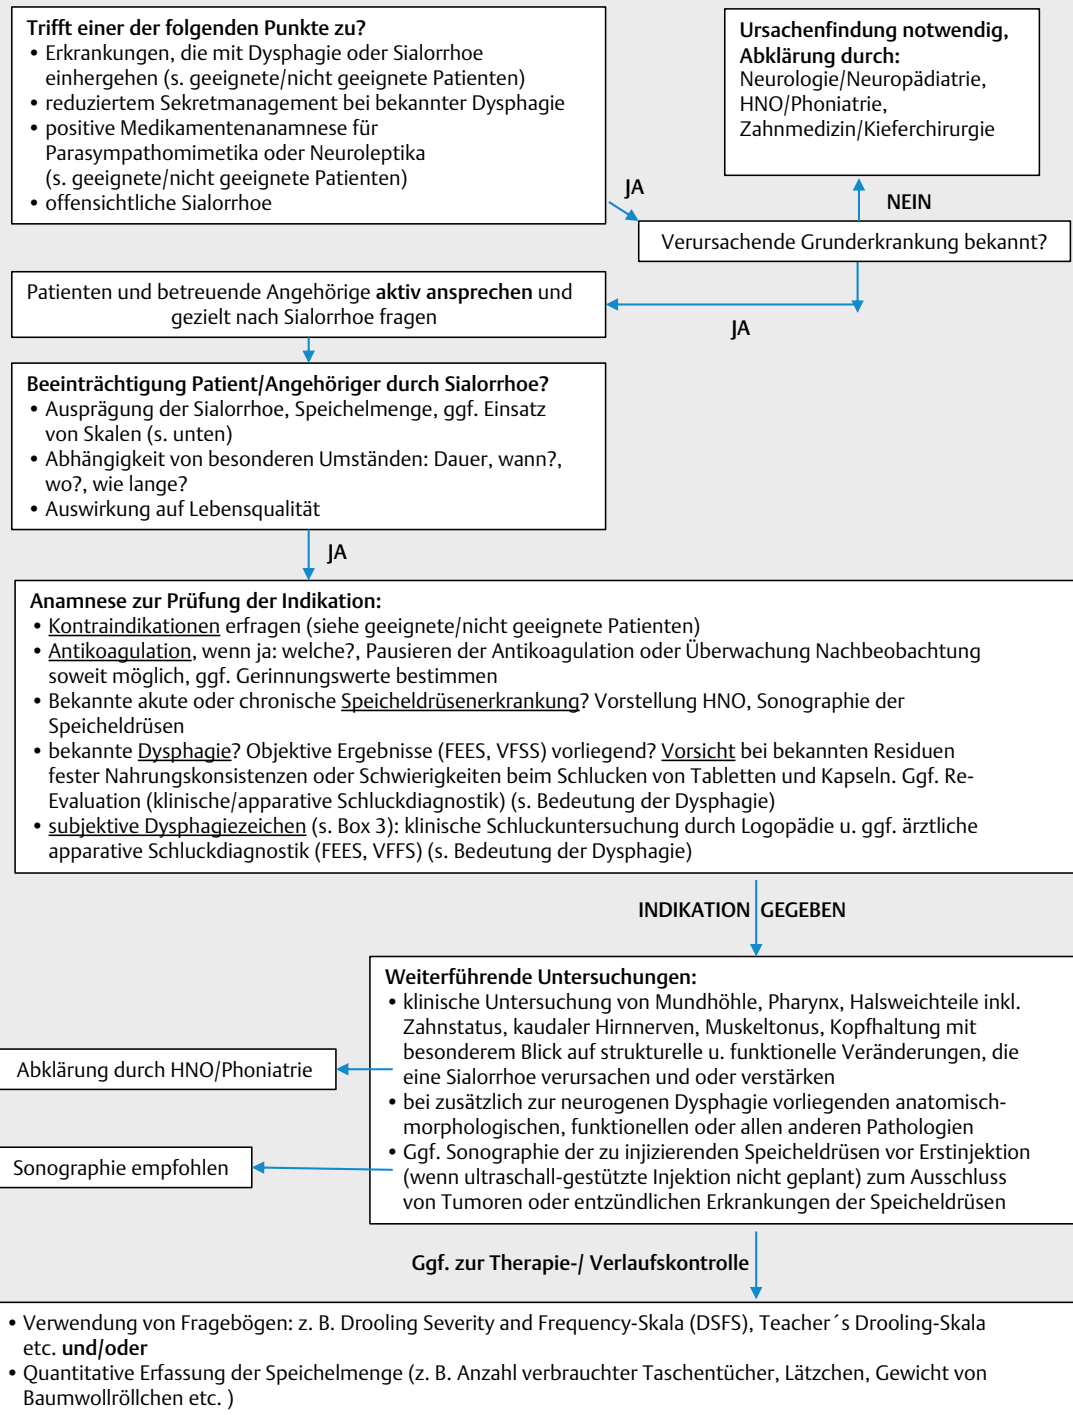 Trifft einer der folgenden Punkte zu?
• Erkrankungen, die mit Dysphagie oder Sialorrhoe
einhergehen (s. geeignete/nicht geeignete Patienten)
• reduziertem Sekretmanagement bei bekannter Dysphagie
• positive Medikamentenanamnese für
Parasympathomimetika oder Neuroleptika
(s. geeignete/nicht geeignete Patienten)
• offensichtliche Sialorrhoe
JA
Verursachende Grunderkrankung bekannt?
NEIN
Ursachenfindung notwendig,
Abklärung durch:
Neurologie/Neuropädiatrie,
HNO/Phoniatrie,
Zahnmedizin/Kieferchirurgie
JA
Patienten und betreuende Angehörige aktiv ansprechen und
gezielt nach Sialorrhoe fragen
Beeinträchtigung Patient/Angehöriger durch Sialorrhoe?
• Ausprägung der Sialorrhoe, Speichelmenge, ggf. Einsatz
von Skalen (s. unten)
• Abhängigkeit von besonderen Umständen: Dauer, wann?,
wo?, wie lange?
• Auswirkung auf Lebensqualität
JA
Anamnese zur Prüfung der Indikation:
• Kontraindikationen erfragen (siehe geeignete/nicht geeignete Patienten)
• Antikoagulation, wenn ja: welche?, Pausieren der Antikoagulation oder Überwachung Nachbeobachtung
soweit möglich, ggf. Gerinnungswerte bestimmen
• Bekannte akute oder chronische Speicheldrüsenerkrankung? Vorstellung HNO, Sonographie der
Speicheldrüsen
• bekannte Dysphagie? Objektive Ergebnisse (FEES, VFSS) vorliegend? Vorsicht bei bekannten Residuen
fester Nahrungskonsistenzen oder Schwierigkeiten beim Schlucken von Tabletten und Kapseln. Ggf. Re-
Evaluation (klinische/apparative Schluckdiagnostik) (s. Bedeutung der Dysphagie)
• subjektive Dysphagiezeichen (s. Box 3): klinische Schluckuntersuchung durch Logopädie u. ggf. ärztliche
apparative Schluckdiagnostik (FEES, VFFS) (s. Bedeutung der Dysphagie)
INDIKATION GEGEBEN
Weiterführende Untersuchungen:
• klinische Untersuchung von Mundhöhle, Pharynx, Halsweichteile inkl.
Zahnstatus, kaudaler Hirnnerven, Muskeltonus, Kopfhaltung mit
besonderem Blick auf strukturelle u. funktionelle Veränderungen, die
eine Sialorrhoe verursachen und oder verstärken
• bei zusätzlich zur neurogenen Dysphagie vorliegenden anatomisch-
morphologischen, funktionellen oder allen anderen Pathologien
• Ggf. Sonographie der zu injizierenden Speicheldrüsen vor Erstinjektion
(wenn ultraschall-gestützte Injektion nicht geplant) zum Ausschluss
von Tumoren oder entzündlichen Erkrankungen der Speicheldrüsen
Abklärung durch HNO/Phoniatrie
Sonographie empfohlen
Ggf. zur Therapie-/ Verlaufskontrolle
• Verwendung von Fragebögen: z. B. Drooling Severity and Frequency-Skala (DSFS), Teacher´s Drooling-Skala
etc. und/oder
• Quantitative Erfassung der Speichelmenge (z. B. Anzahl verbrauchter Taschentücher, Lätzchen, Gewicht von
Baumwollröllchen etc. )